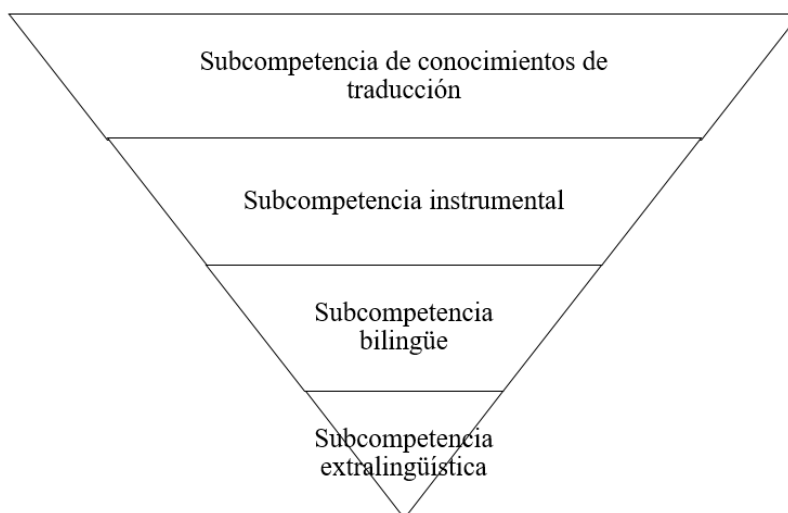 Subcompetencia de conocimientos de
traducción
Subcompetencia instrumental
Subcompetencia
bilingüe
Subcompetencia
extralingüística